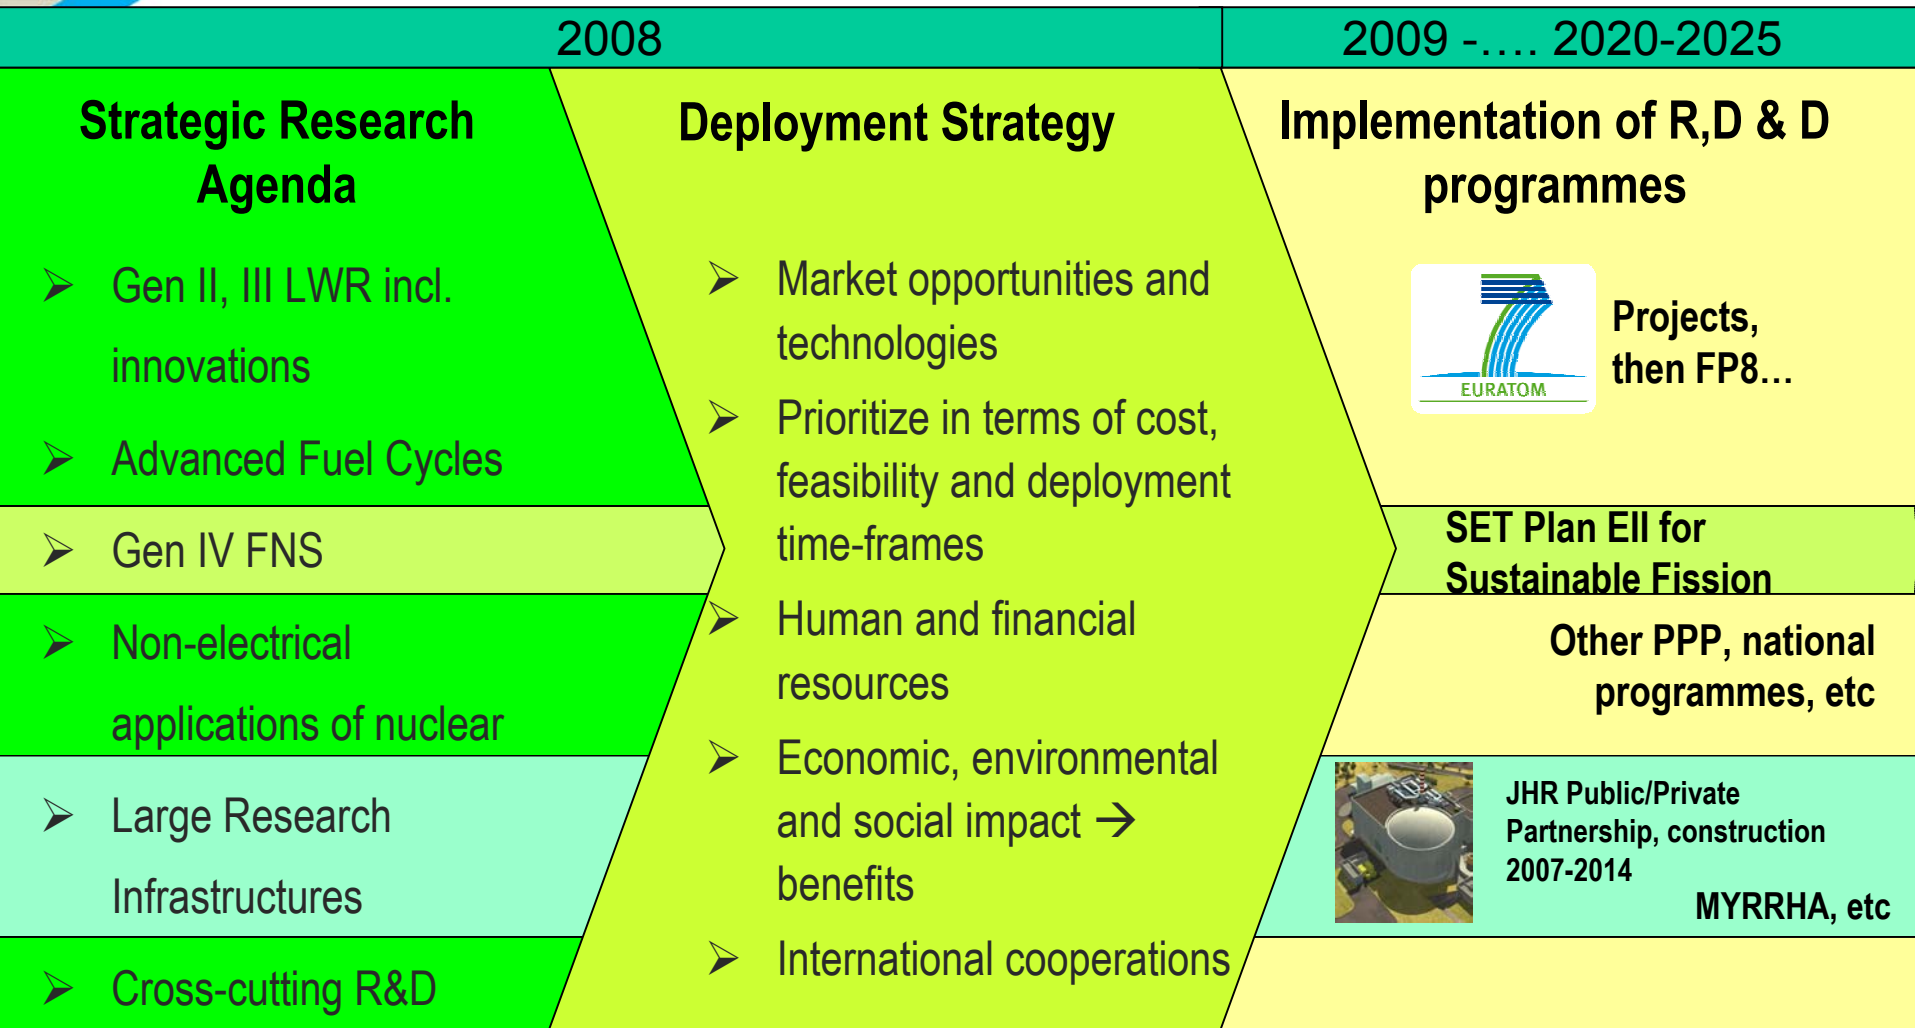 2008
2009 -…. 2020-2025
Strategic Research
Agenda
➢ Gen II, III LWR incl.
innovations
➢ Advanced Fuel Cycles
➢ Gen IV FNS
➢ Non-electrical
applications of nuclear
➢ Large Research
Infrastructures
➢ Cross-cutting R&D
Deployment Strategy
➢ Market opportunities and
technologies
➢ Prioritize in terms of cost,
feasibility and deployment
time-frames
➢ Human and financial
resources
➢ Economic, environmental
and social impact →
benefits
➢ International cooperations
Implementation of R,D & D
programmes
EURATOM
Projects,
then FP8…
SET Plan EII for
Sustainable Fission
Other PPP, national
programmes, etc
JHR Public/Private
Partnership, construction
2007-2014
MYRRHA, etc